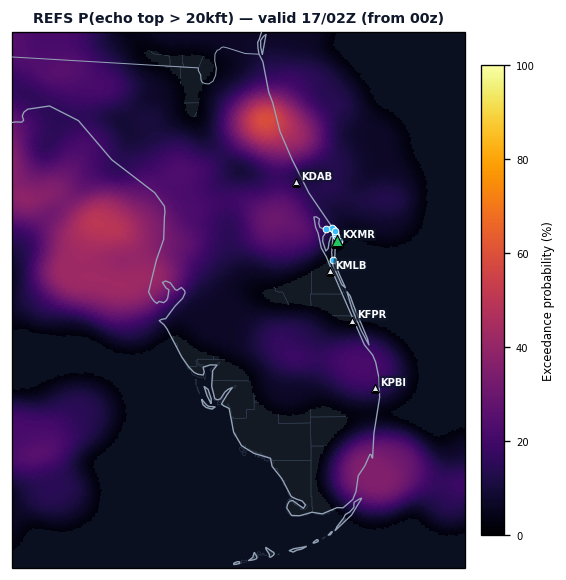 REFS P(echo top > 20kft) — valid 17/02Z (from 00z)
100
80
60
40
20
0
Exceedance probability (%)
KDAB
KXMR
KMLB
KFPR
KPBI